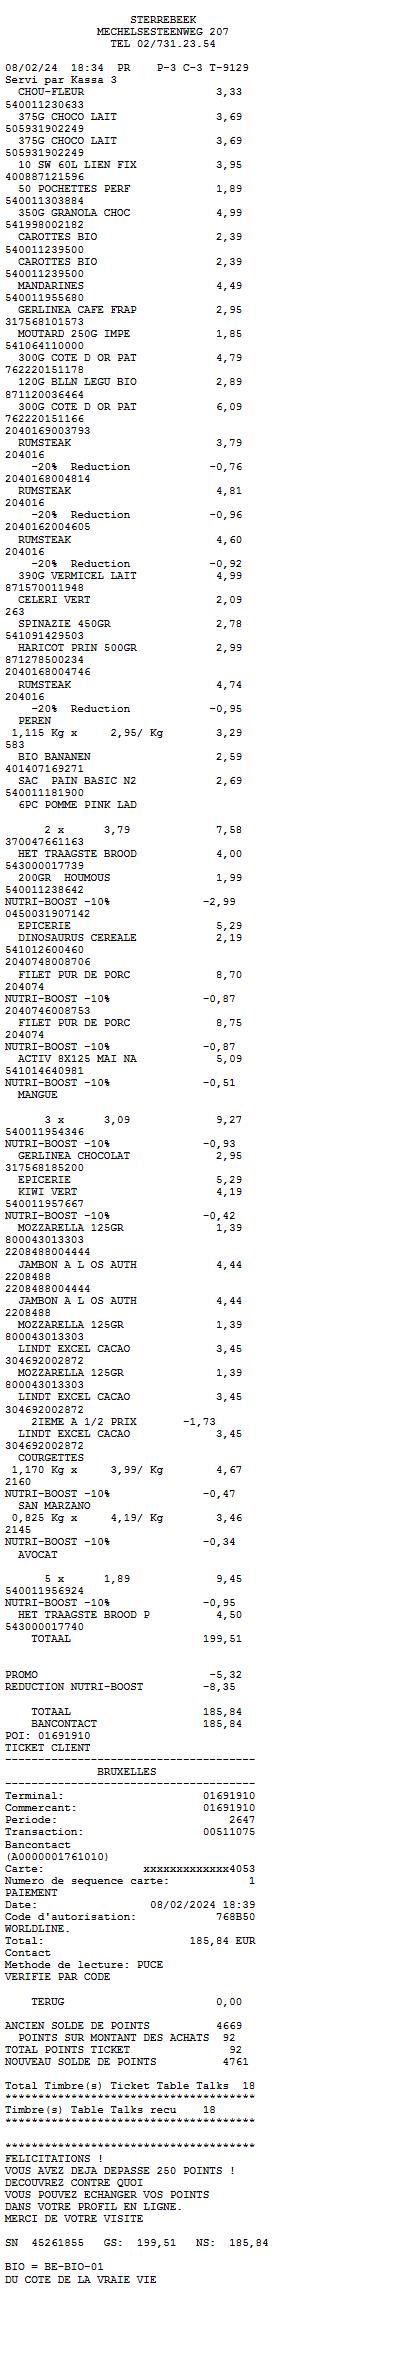 STERREBEEK
MECHELSESTEENWEG 207
TEL 02/731.23.54
08/02/24 18:34 PR P-3 C-3 T-9129
Servi par Kassa 3
CHOU-FLEUR 3,33
540011230633
375G CHOCO LAIT 3,69
505931902249
375G CHOCO LAIT 3,69
505931902249
10 SW 60L LIEN FIX 3,95
400887121596
50 POCHETTES PERF 1,89
540011303884
350G GRANOLA CHOC 4,99
541998002182
CAROTTES BIO 2,39
540011239500
CAROTTES BIO 2,39
540011239500
MANDARINES 4,49
540011955680
GERLINEA CAFE FRAP 2,95
317568101573
MOUTARD 250G IMPE 1,85
541064110000
300G COTE D OR PAT 4,79
762220151178
120G BLLN LEGU BIO 2,89
871120036464
300G COTE D OR PAT 6,09
762220151166
2040169003793
RUMSTEAK 3,79
204016
-20% Reduction -0,76
2040168004814
RUMSTEAK 4,81
204016
-20% Reduction -0,96
2040162004605
RUMSTEAK 4,60
204016
-20% Reduction -0,92
390G VERMICEL LAIT 4,99
871570011948
CELERI VERT 2,09
263
SPINAZIE 450GR 2,78
541091429503
HARICOT PRIN 500GR 2,99
871278500234
2040168004746
RUMSTEAK 4,74
204016
-20% Reduction -0,95
PEREN
1,115 Kg x 2,95/ Kg 3,29
583
BIO BANANEN 2,59
401407169271
SAC PAIN BASIC N2 2,69
540011181900
6PC POMME PINK LAD
2 x 3,79 7,58
370047661163
HET TRAAGSTE BROOD 4,00
543000017739
200GR HOUMOUS 1,99
540011238642
NUTRI-BOOST -10% -2,99
0450031907142
EPICERIE 5,29
DINOSAURUS CEREALE 2,19
541012600460
2040748008706
FILET PUR DE PORC 8,70
204074
NUTRI-BOOST -10% -0,87
2040746008753
FILET PUR DE PORC 8,75
204074
NUTRI-BOOST -10% -0,87
ACTIV 8X125 MAI NA 5,09
541014640981
NUTRI-BOOST -10% -0,51
MANGUE
3 x 3,09 9,27
540011954346
NUTRI-BOOST -10% -0,93
GERLINEA CHOCOLAT 2,95
317568185200
EPICERIE 5,29
KIWI VERT 4,19
540011957667
NUTRI-BOOST -10% -0,42
MOZZARELLA 125GR 1,39
800043013303
2208488004444
JAMBON A L OS AUTH 4,44
2208488
2208488004444
JAMBON A L OS AUTH 4,44
2208488
MOZZARELLA 125GR 1,39
800043013303
LINDT EXCEL CACAO 3,45
304692002872
MOZZARELLA 125GR 1,39
800043013303
LINDT EXCEL CACAO 3,45
304692002872
2IEME A 1/2 PRIX -1,73
LINDT EXCEL CACAO 3,45
304692002872
COURGETTES
1,170 Kg x 3,99/ Kg 4,67
2160
NUTRI-BOOST -10% -0,47
SAN MARZANO
0,825 Kg x 4,19/ Kg 3,46
2145
NUTRI-BOOST -10% -0,34
AVOCAT
5 x 1,89 9,45
540011956924
NUTRI-BOOST -10% -0,95
HET TRAAGSTE BROOD P 4,50
543000017740
TOTAAL 199,51
PROMO -5,32
REDUCTION NUTRI-BOOST -8,35
TOTAAL 185,84
BANCONTACT 185,84
POI: 01691910
TICKET CLIENT
--------------------------------------
BRUXELLES
--------------------------------------
Terminal: 01691910
Commercant: 01691910
Periode: 2647
Transaction: 00511075
Bancontact
(A0000001761010)
Carte: xxxxxxxxxxxxx4053
Numero de sequence carte: 1
PAIEMENT
Date: 08/02/2024 18:39
Code d'autorisation: 768B50
WORLDLINE.
Total: 185,84 EUR
Contact
Methode de lecture: PUCE
VERIFIE PAR CODE
TERUG 0,00
ANCIEN SOLDE DE POINTS 4669
POINTS SUR MONTANT DES ACHATS 92
TOTAL POINTS TICKET 92
NOUVEAU SOLDE DE POINTS 4761
Total Timbre(s) Ticket Table Talks 18
**************************************
Timbre(s) Table Talks recu 18
**************************************
**************************************
FELICITATIONS !
VOUS AVEZ DEJA DEPASSE 250 POINTS !
DECOUVREZ CONTRE QUOI
VOUS POUVEZ ECHANGER VOS POINTS
DANS VOTRE PROFIL EN LIGNE.
MERCI DE VOTRE VISITE
SN 45261855 GS: 199,51 NS: 185,84
BIO = BE-BIO-01
DU COTE DE LA VRAIE VIE